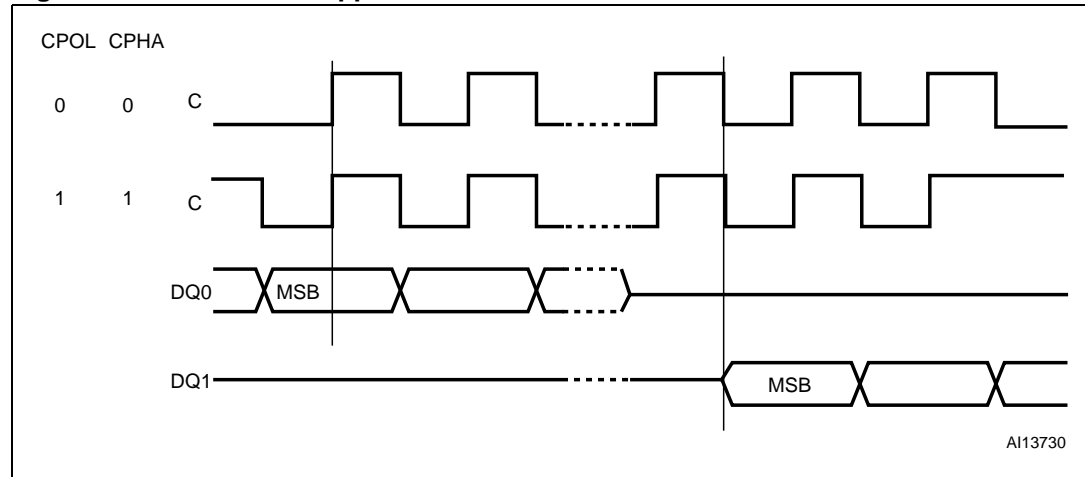 CPOL CPHA
0 0 C
1 1 C
DQ0 MSB
DQ1 MSB
AI13730